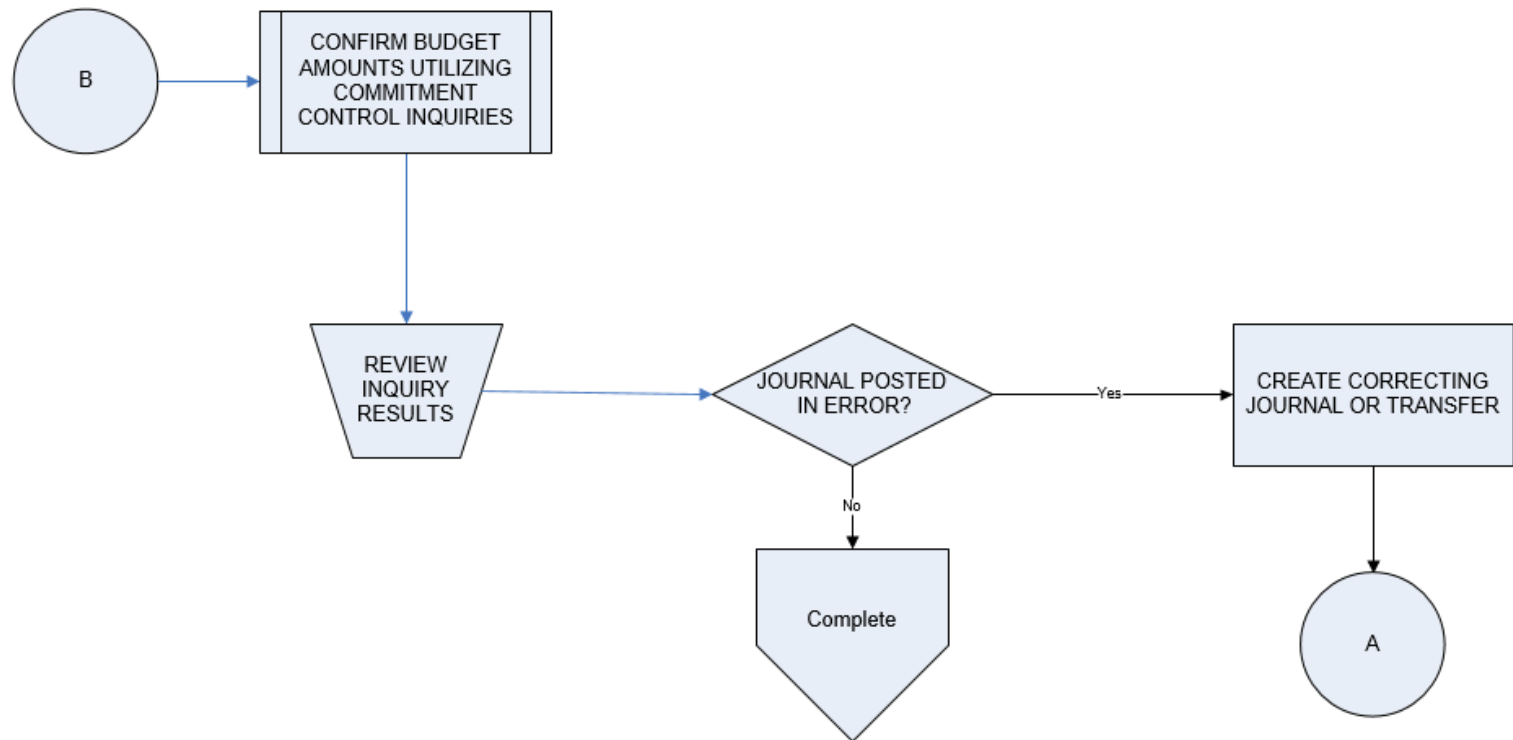 B
CONFIRM BUDGET
AMOUNTS UTILIZING
COMMITMENT
CONTROL INQUIRIES
REVIEW
INQUIRY
RESULTS
JOURNAL POSTED
IN ERROR?
Yes
CREATE CORRECTING
JOURNAL OR TRANSFER
No
Complete
A